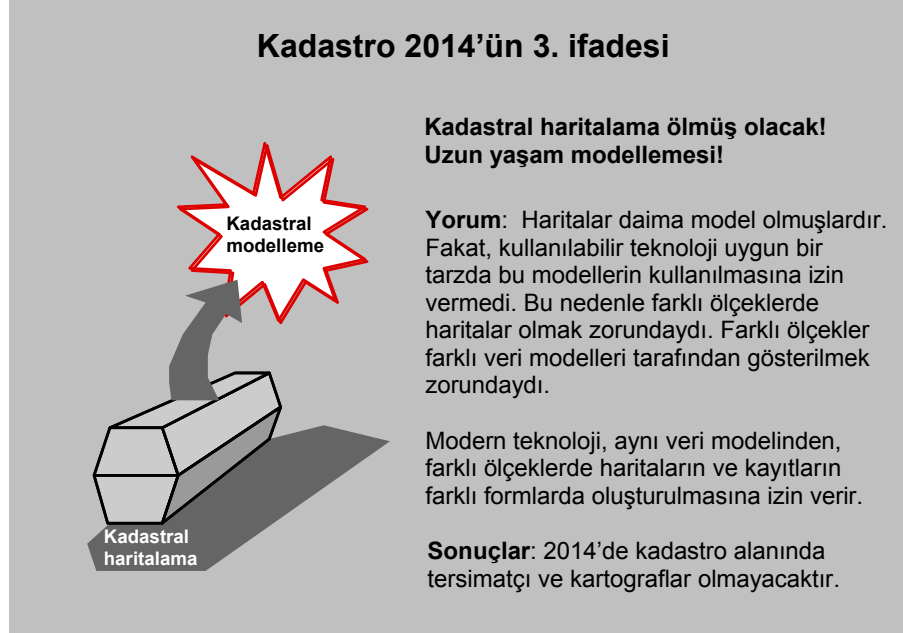 Kadastro 2014’ün 3. ifadesi
Kadastral haritalama ölmüş olacak!
Uzun yaşam modellemesi!
Kadastral
modelleme
Yorum:  Haritalar daima model olmuşlardır.
Fakat, kullanılabilir teknoloji uygun bir
tarzda bu modellerin kullanılmasına izin
vermedi. Bu nedenle farklı ölçeklerde
haritalar olmak zorundaydı. Farklı ölçekler
farklı veri modelleri tarafından gösterilmek
zorundaydı.
Modern teknoloji, aynı veri modelinden,
farklı ölçeklerde haritaların ve kayıtların
farklı formlarda oluşturulmasına izin verir.
Kadastral
haritalama
Sonuçlar: 2014’de kadastro alanında
tersimatçı ve kartograflar olmayacaktır.